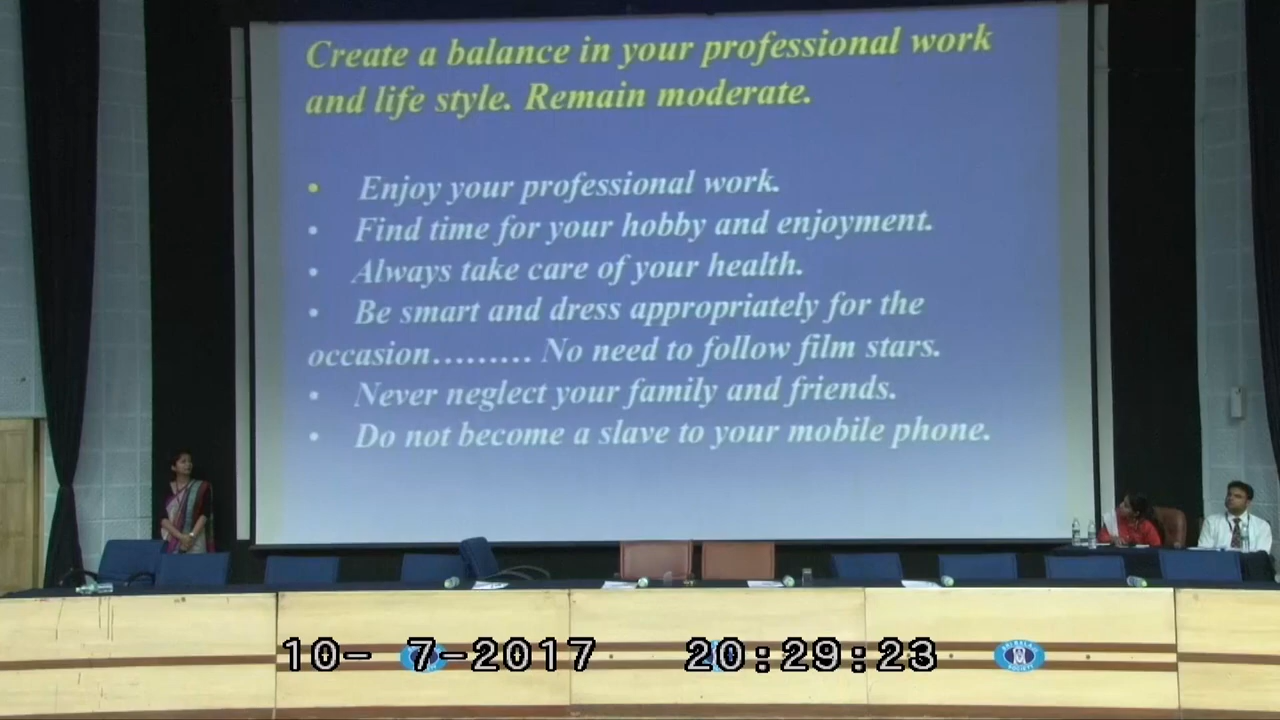 Create a balance in your professional work
and life style. Remain moderate.
• Enjoy your professional work.
• Find time for your hobby and enjoyment.
• Always take care of your health.
• Be smart and dress appropriately for the
occasion......... No need to follow film stars.
• Never neglect your family and friends.
• Do not become a slave to your mobile phone.
10- 7-2017 20:29:23